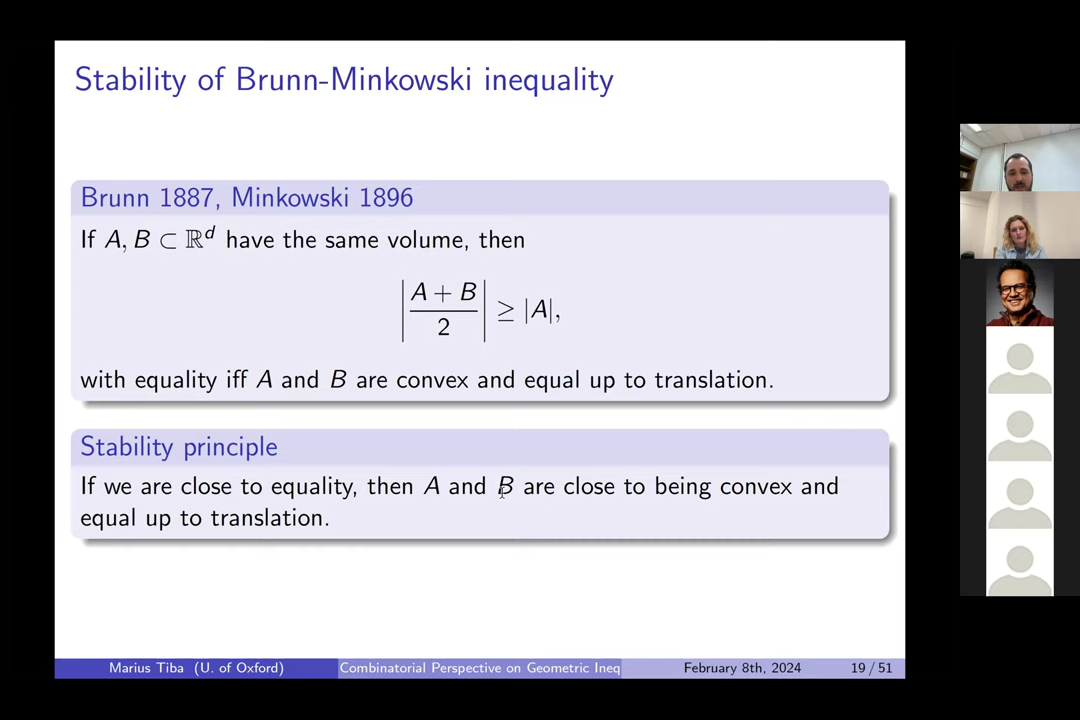 Stability of Brunn-Minkowski inequality
Brunn 1887, Minkowski 1896
If A, B ⊂ ℝ^d have the same volume, then
|(A + B)/2| ≥ |A|,
with equality iff A and B are convex and equal up to translation.
Stability principle
If we are close to equality, then A and B are close to being convex and
equal up to translation.
Marius Tiba (U. of Oxford) Combinatorial Perspective on Geometric Ineq February 8th, 2024 19 / 51